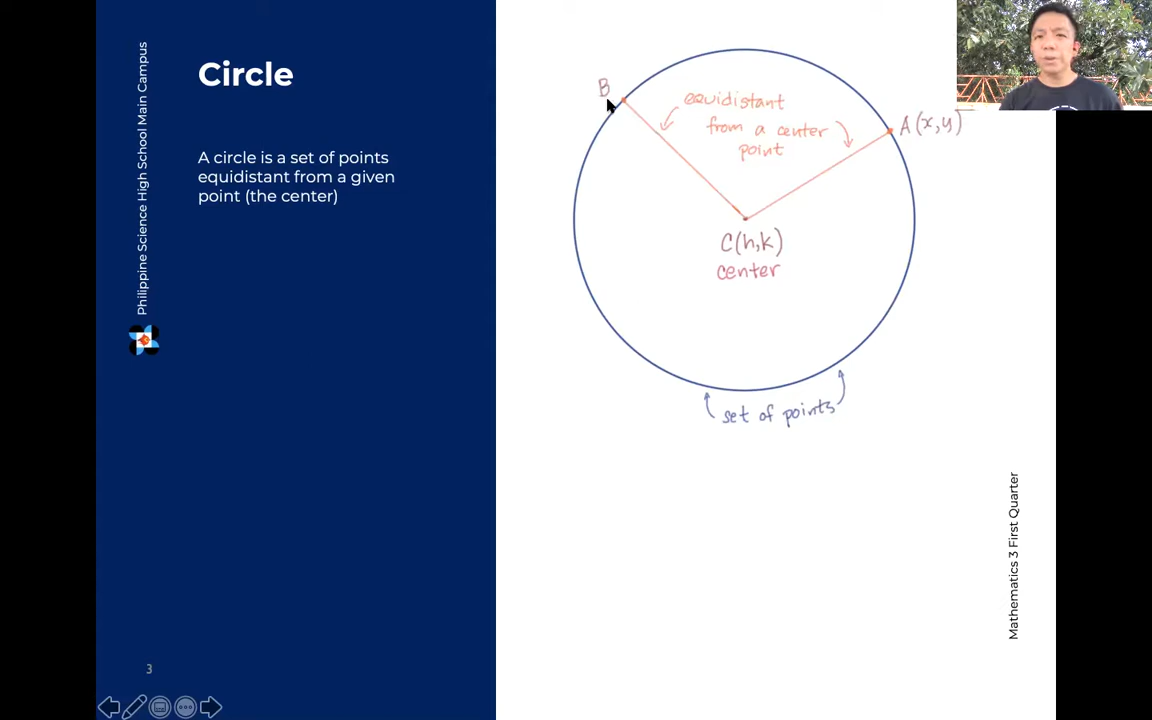 Philippine Science High School Main Campus
Circle
A circle is a set of points
equidistant from a given
point (the center)
3
B
equidistant
from a center
point
A(x,y)
C(h,k)
center
set of points
Mathematics 3 First Quarter